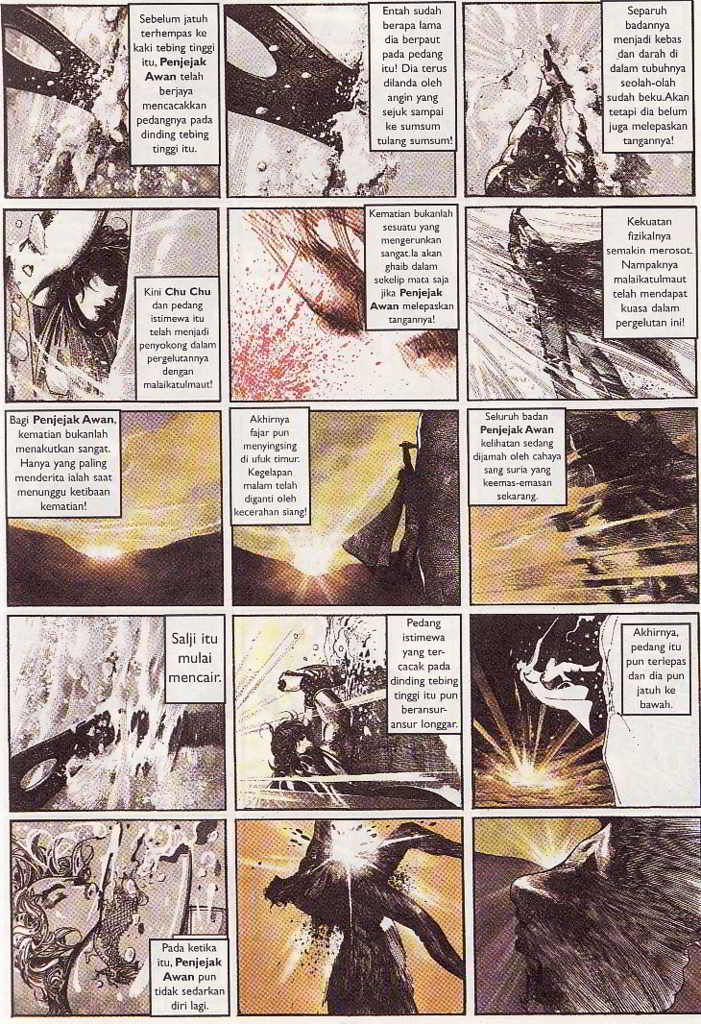 Sebelum jatuh
terhempas ke
kaki tebing tinggi
itu, Penjejak
Awan telah
berjaya
mencacakkan
pedangnya pada
dinding tebing
tinggi itu.
Entah sudah
berapa lama
dia berpaut
pada pedang
itu! Dia terus
dilanda oleh
angin yang
sejuk sampai
ke sumsum
tulang sumsum!
Separuh
badannya
menjadi kebas
dan darah di
dalam tubuhnya
seolah-olah
sudah beku.Akan
tetapi dia belum
juga melepaskan
tangannya!
Kini Chu Chu
dan pedang
istimewa itu
telah menjadi
penyokong dalam
pergelutannya
dengan
malaikatulmaut!
Kematian bukanlah
sesuatu yang
mengerunkan
sangat.Ia akan
ghaib dalam
sekelip mata saja
jika Penjejak
Awan melepaskan
tangannya!
Kekuatan
fizikalnya
semakin merosot.
Nampaknya
malaikatulmaut
telah mendapat
kuasa dalam
pergelutan ini!
Bagi Penjejak Awan,
kematian bukanlah
menakutkan sangat.
Hanya yang paling
menderita ialah saat
menunggu ketibaan
kematian!
Akhirnya
fajar pun
menyingsing
di ufuk timur.
Kegelapan
malam telah
diganti oleh
kecerahan siang!
Seluruh badan
Penjejak Awan
kelihatan sedang
dijamah oleh cahaya
sang suria yang
keemas-emasan
sekarang.
Salji itu
mulai
mencair.
Pedang
istimewa
yang ter-
cacak pada
dinding tebing
tinggi itu pun
beransur-
ansur longgar.
Akhirnya,
pedang itu
pun terlepas
dan dia pun
jatuh ke
bawah.
Pada ketika
itu, Penjejak
Awan pun
tidak sedarkan
diri lagi.